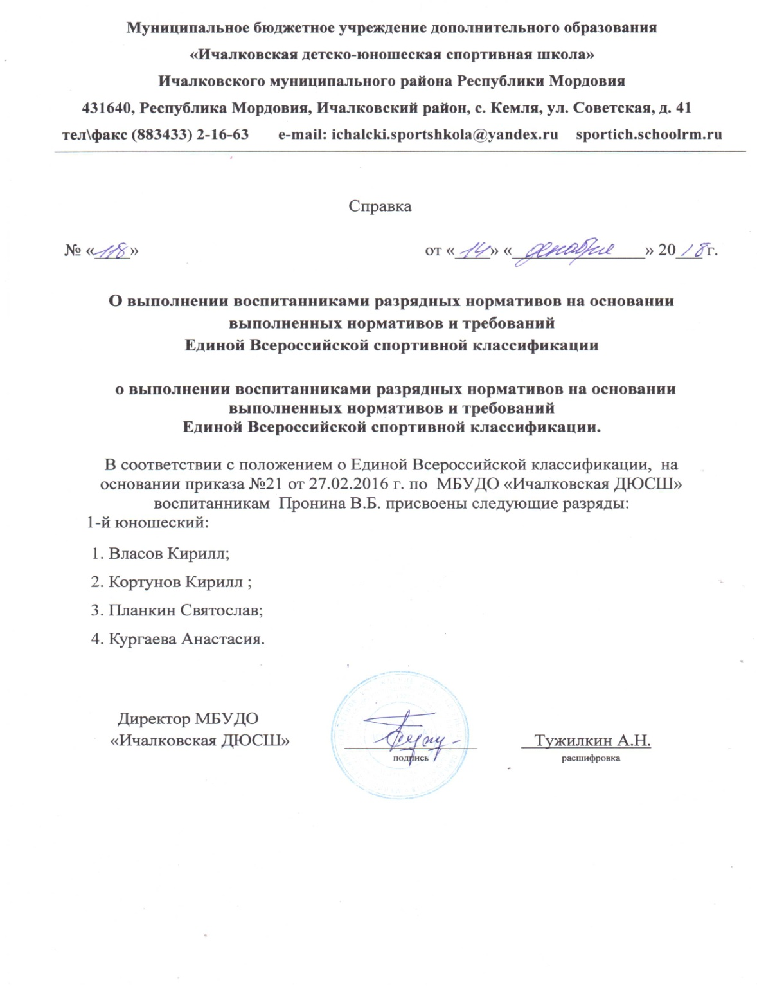 Муниципальное бюджетное учреждение дополнительного образования
«Ичалковская детско-юношеская спортивная школа»
Ичалковского муниципального района Республики Мордовия
431640, Республика Мордовия, Ичалковский район, с. Кемля, ул. Советская, д. 41
тел\факс (883433) 2-16-63 e-mail: ichalcki.sportshkola@yandex.ru sportich.schoolrm.ru
Справка
№ «118» от «14» «декабрь» 2018 г.
О выполнении воспитанниками разрядных нормативов на основании
выполненных нормативов и требований
Единой Всероссийской спортивной классификации
о выполнении воспитанниками разрядных нормативов на основании
выполненных нормативов и требований
Единой Всероссийской спортивной классификации.
В соответствии с положением о Единой Всероссийской классификации, на
основании приказа №21 от 27.02.2016 г. по МБУДО «Ичалковская ДЮСШ»
воспитанникам Пронина В.Б. присвоены следующие разряды:
1-й юношеский:
1. Власов Кирилл;
2. Кортунов Кирилл ;
3. Планкин Святослав;
4. Кургаева Анастасия.
Директор МБУДО
«Ичалковская ДЮСШ» Тужилкин А.Н.
подпись расшифровка